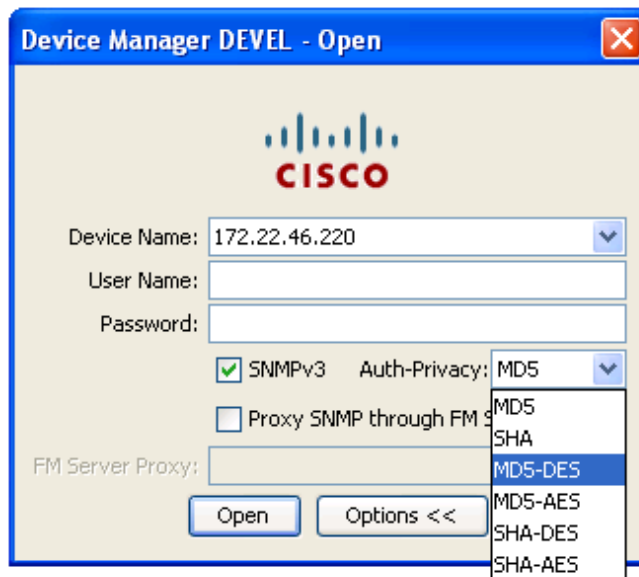 Device Manager DEVEL - Open
CISCO
Device Name: 172.22.46.220
User Name:
Password:
SNMPv3 Auth-Privacy: MD5
MD5
Proxy SNMP through FM
SHA
FM Server Proxy:
MD5-DES
MD5-AES
Open Options <<
SHA-DES
SHA-AES